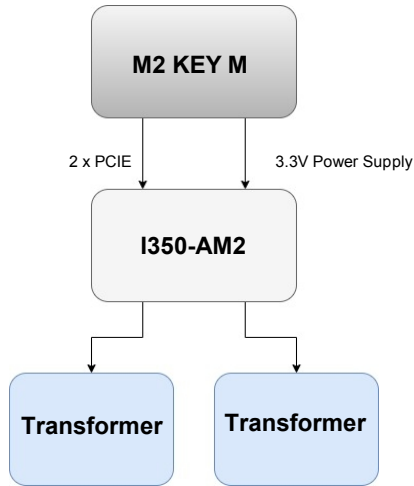 M2 KEY M
2 x PCIE
3.3V Power Supply
I350-AM2
Transformer
Transformer